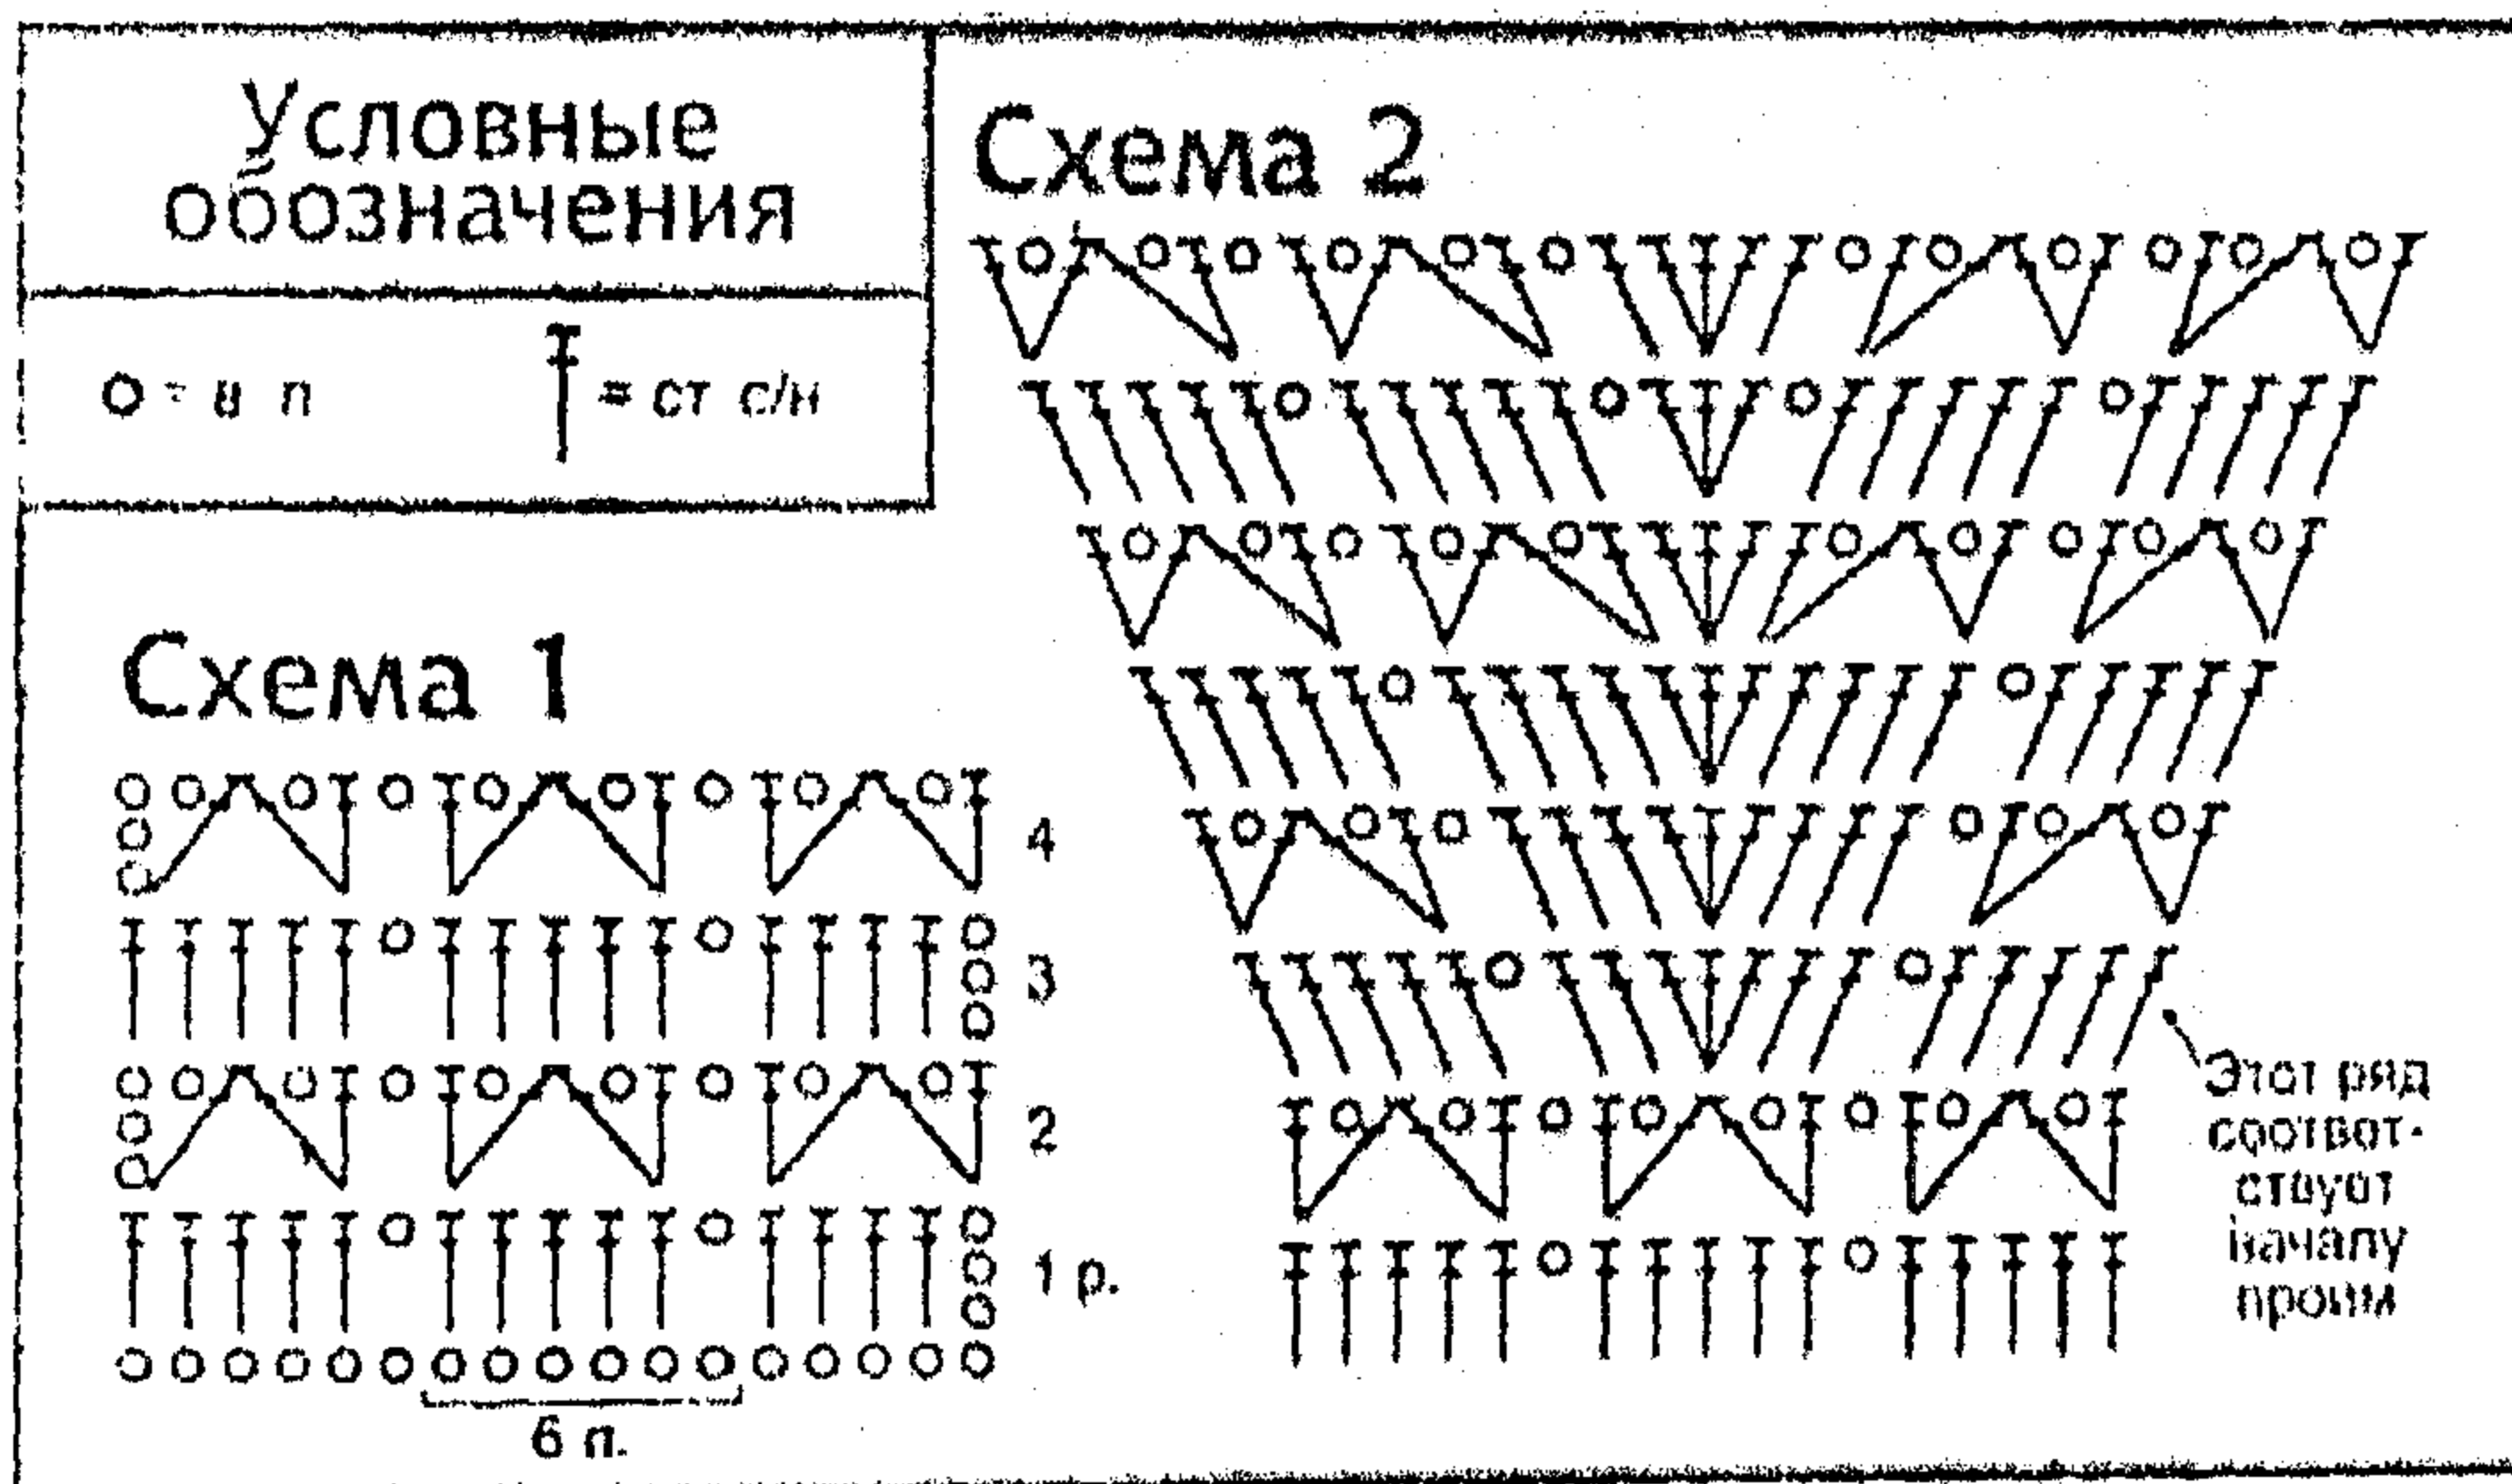 Условные
обозначения
= в п
= ст с/н
Схема 2
Схема 1
4
3
2
1 р.
6 п.
Этот ряд
соответ-
ствует
началу
пройм